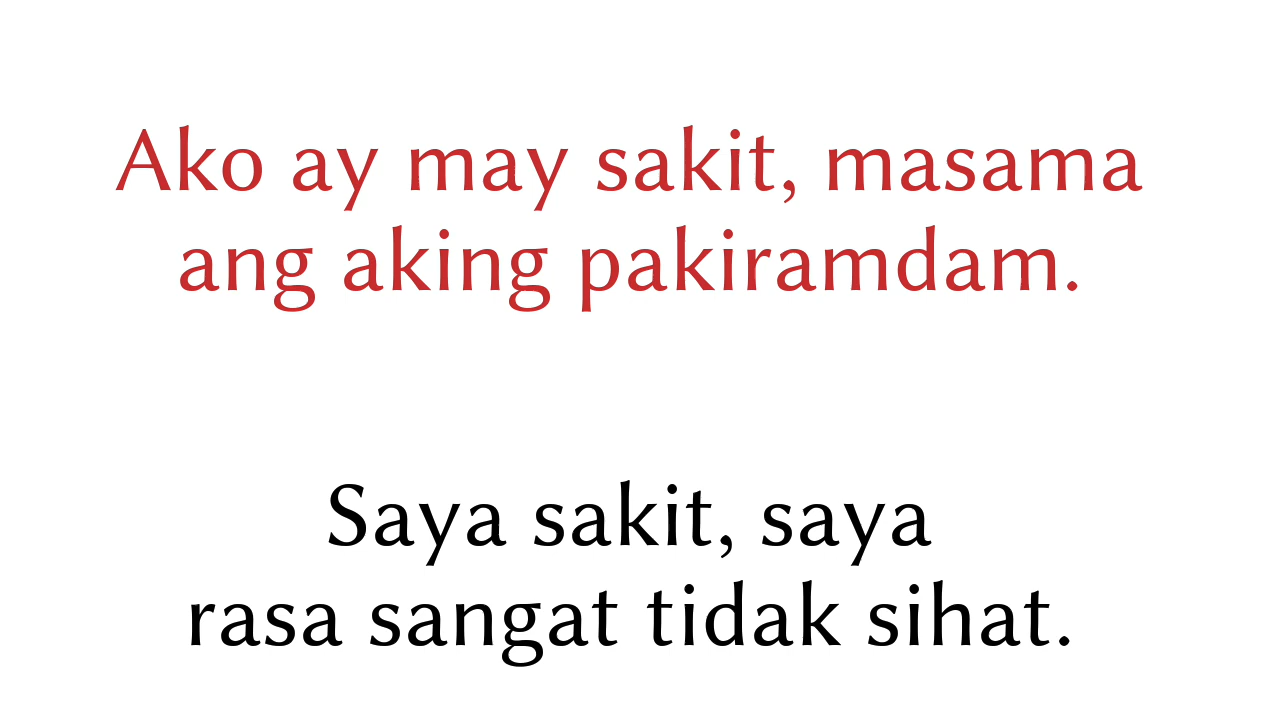 Ako ay may sakit, masama
ang aking pakiramdam.
Saya sakit, saya
rasa sangat tidak sihat.